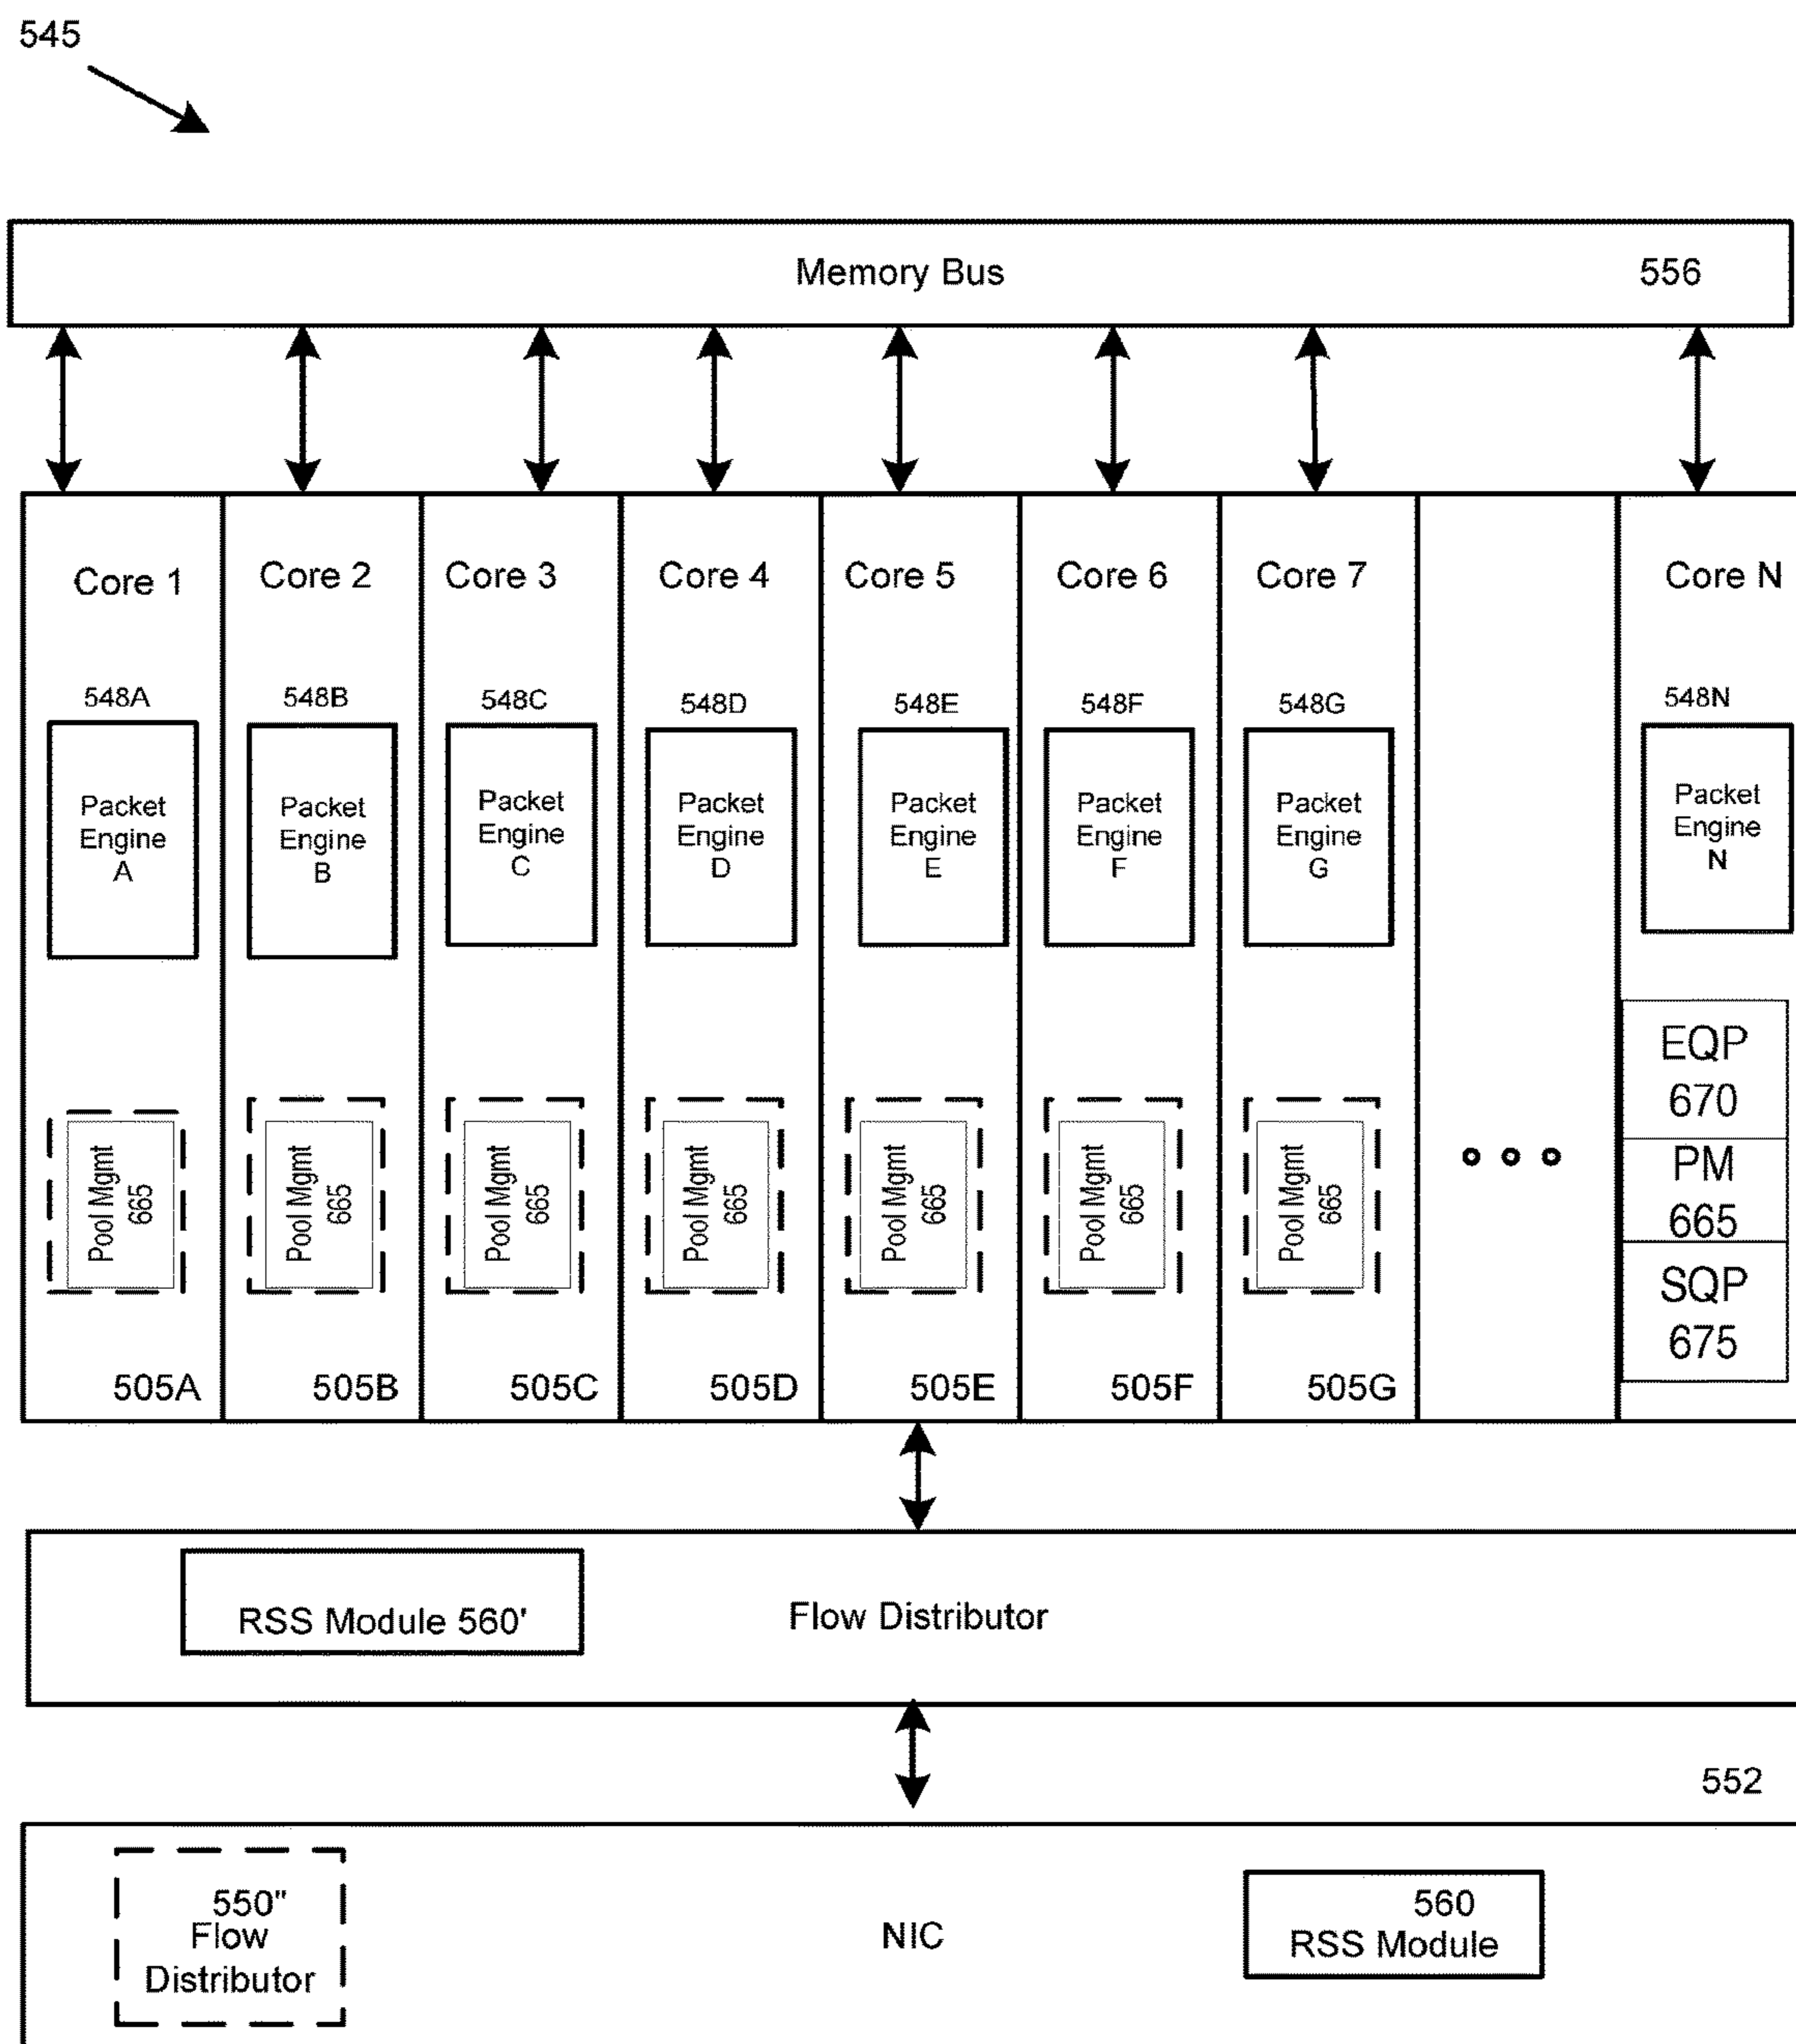 545
Memory Bus 556
Core 1 Core 2 Core 3 Core 4 Core 5 Core 6 Core 7 Core N
548A 548B 548C 548D 548E 548F 548G 548N
Packet Engine A
Packet Engine B
Packet Engine C
Packet Engine D
Packet Engine E
Packet Engine F
Packet Engine G
Packet Engine N
Pool Mgmt 665
Pool Mgmt 665
Pool Mgmt 665
Pool Mgmt 665
Pool Mgmt 665
Pool Mgmt 665
Pool Mgmt 665
EQP
670
PM
665
SQP
675
505A 505B 505C 505D 505E 505F 505G
RSS Module 560'
Flow Distributor
552
550"
Flow
Distributor
NIC
560
RSS Module